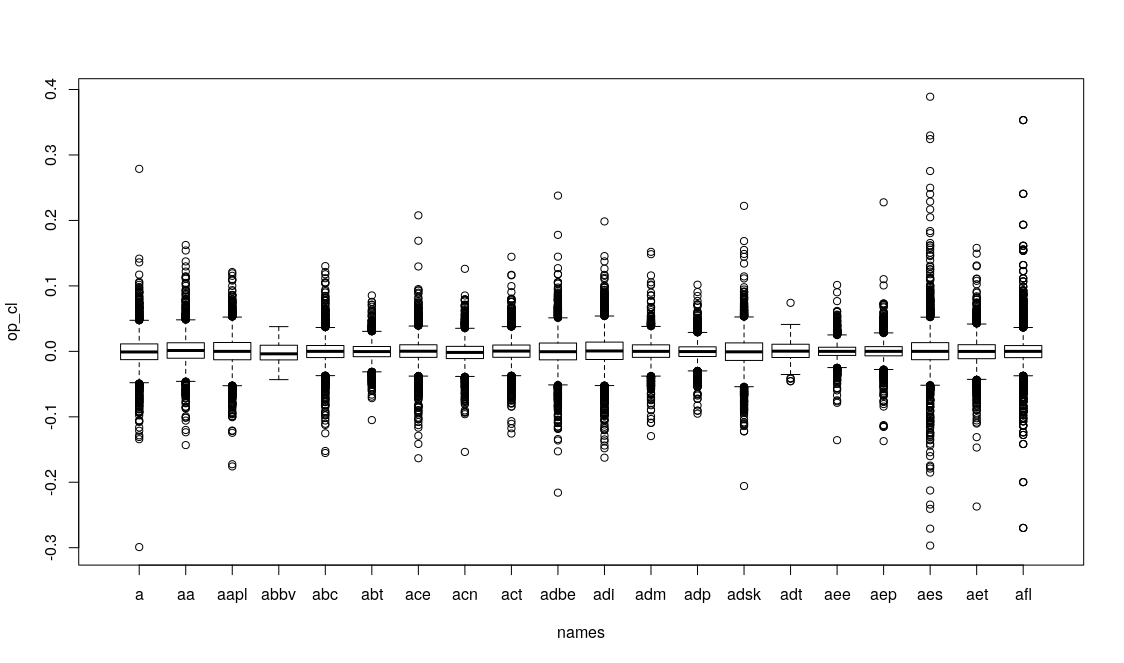 0.4
0.3
0.2
0.1
0.0
-0.1
-0.2
-0.3
op_cl
a aa aapl abbv abc abt ace acn act adbe adi adm adp adsk adt aee aep aes aet afl
names